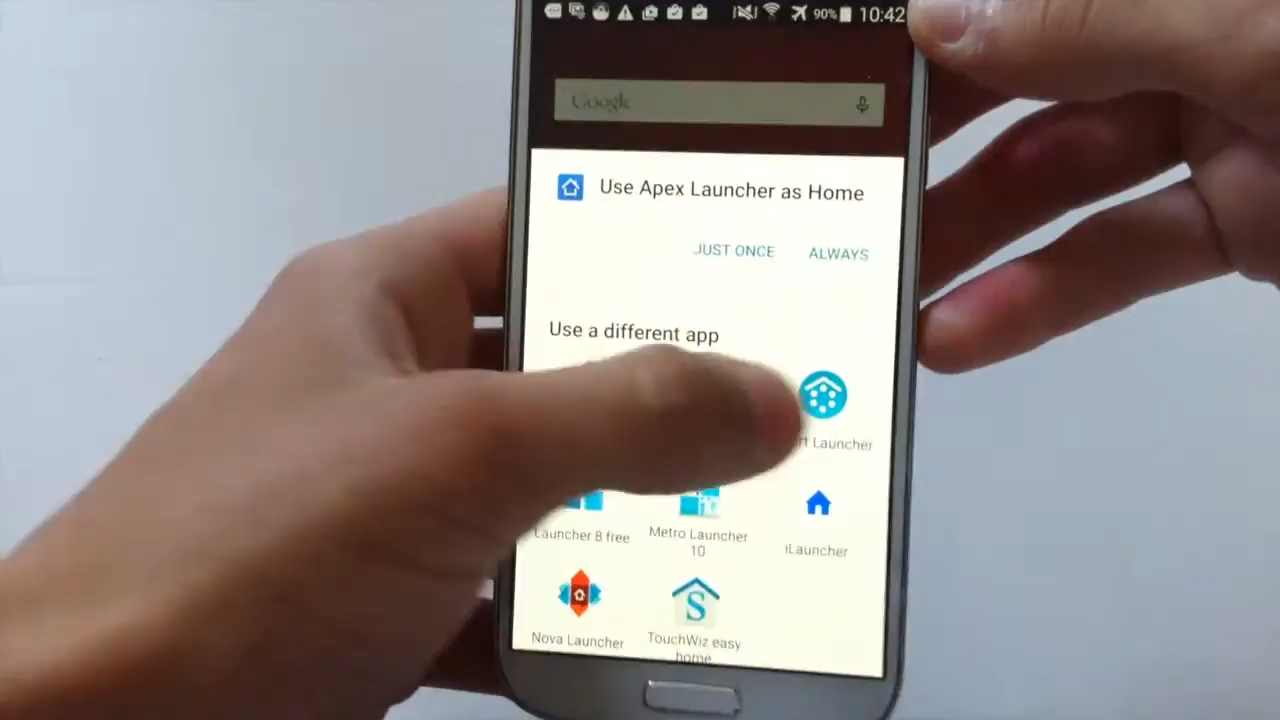 90% 10:42
Google
Use Apex Launcher as Home
JUST ONCE ALWAYS
Use a different app
Launcher
Launcher 8 free
Metro Launcher
10
iLauncher
S
Nova Launcher
TouchWiz easy
home